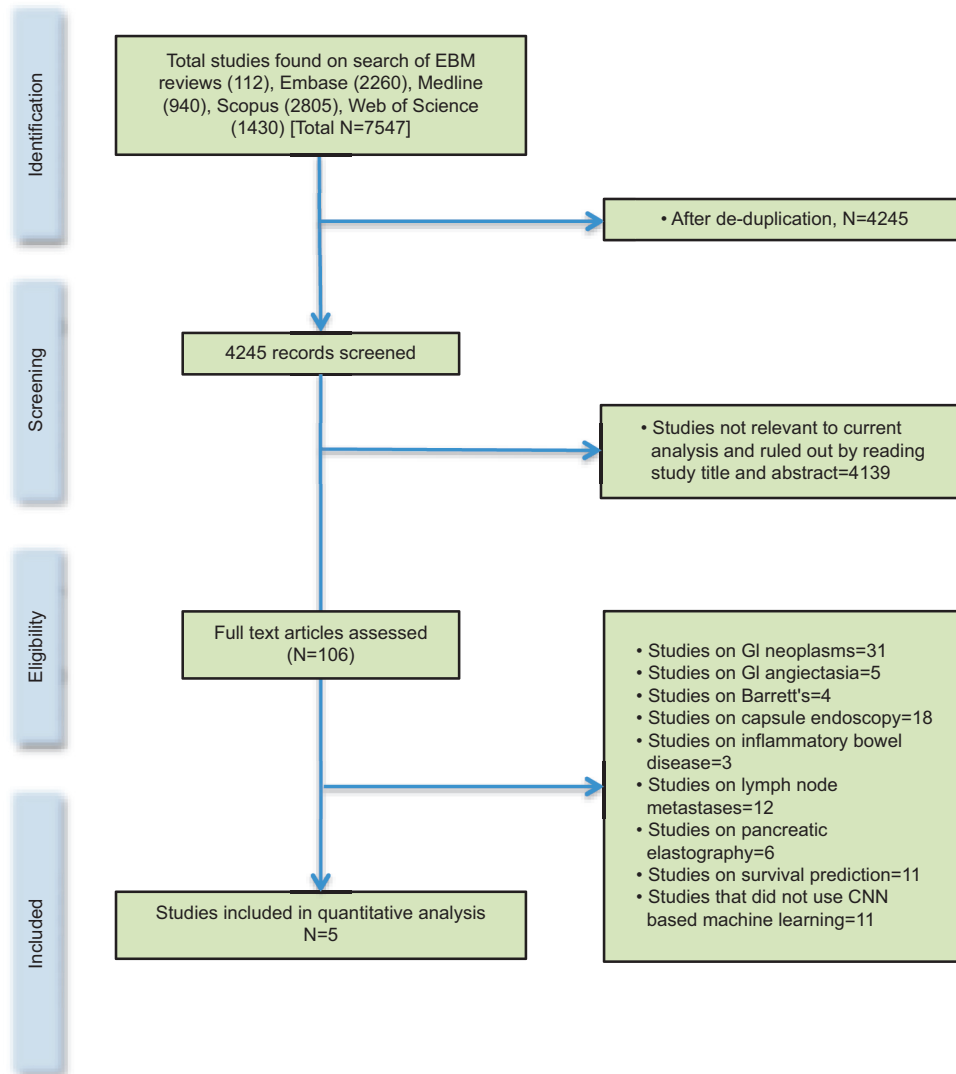 Identification
Total studies found on search of EBM
reviews (112), Embase (2260), Medline
(940), Scopus (2805), Web of Science
(1430) [Total N=7547]
• After de-duplication, N=4245
Screening
4245 records screened
• Studies not relevant to current
analysis and ruled out by reading
study title and abstract=4139
Eligibility
Full text articles assessed
(N=106)
• Studies on GI neoplasms=31
• Studies on GI angiectasia=5
• Studies on Barrett's=4
• Studies on capsule endoscopy=18
• Studies on inflammatory bowel
disease=3
• Studies on lymph node
metastases=12
• Studies on pancreatic
elastography=6
• Studies on survival prediction=11
• Studies that did not use CNN
based machine learning=11
Included
Studies included in quantitative analysis
N=5